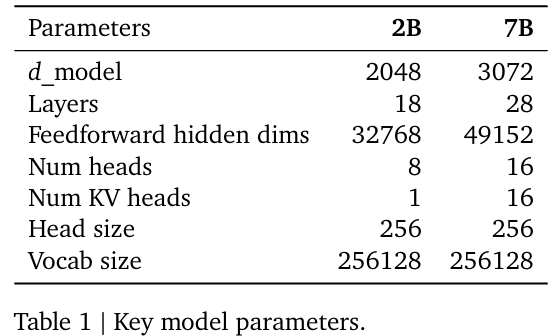 Parameters 2B 7B
d_model 2048 3072
Layers 18 28
Feedforward hidden dims 32768 49152
Num heads 8 16
Num KV heads 1 16
Head size 256 256
Vocab size 256128 256128
Table 1 | Key model parameters.